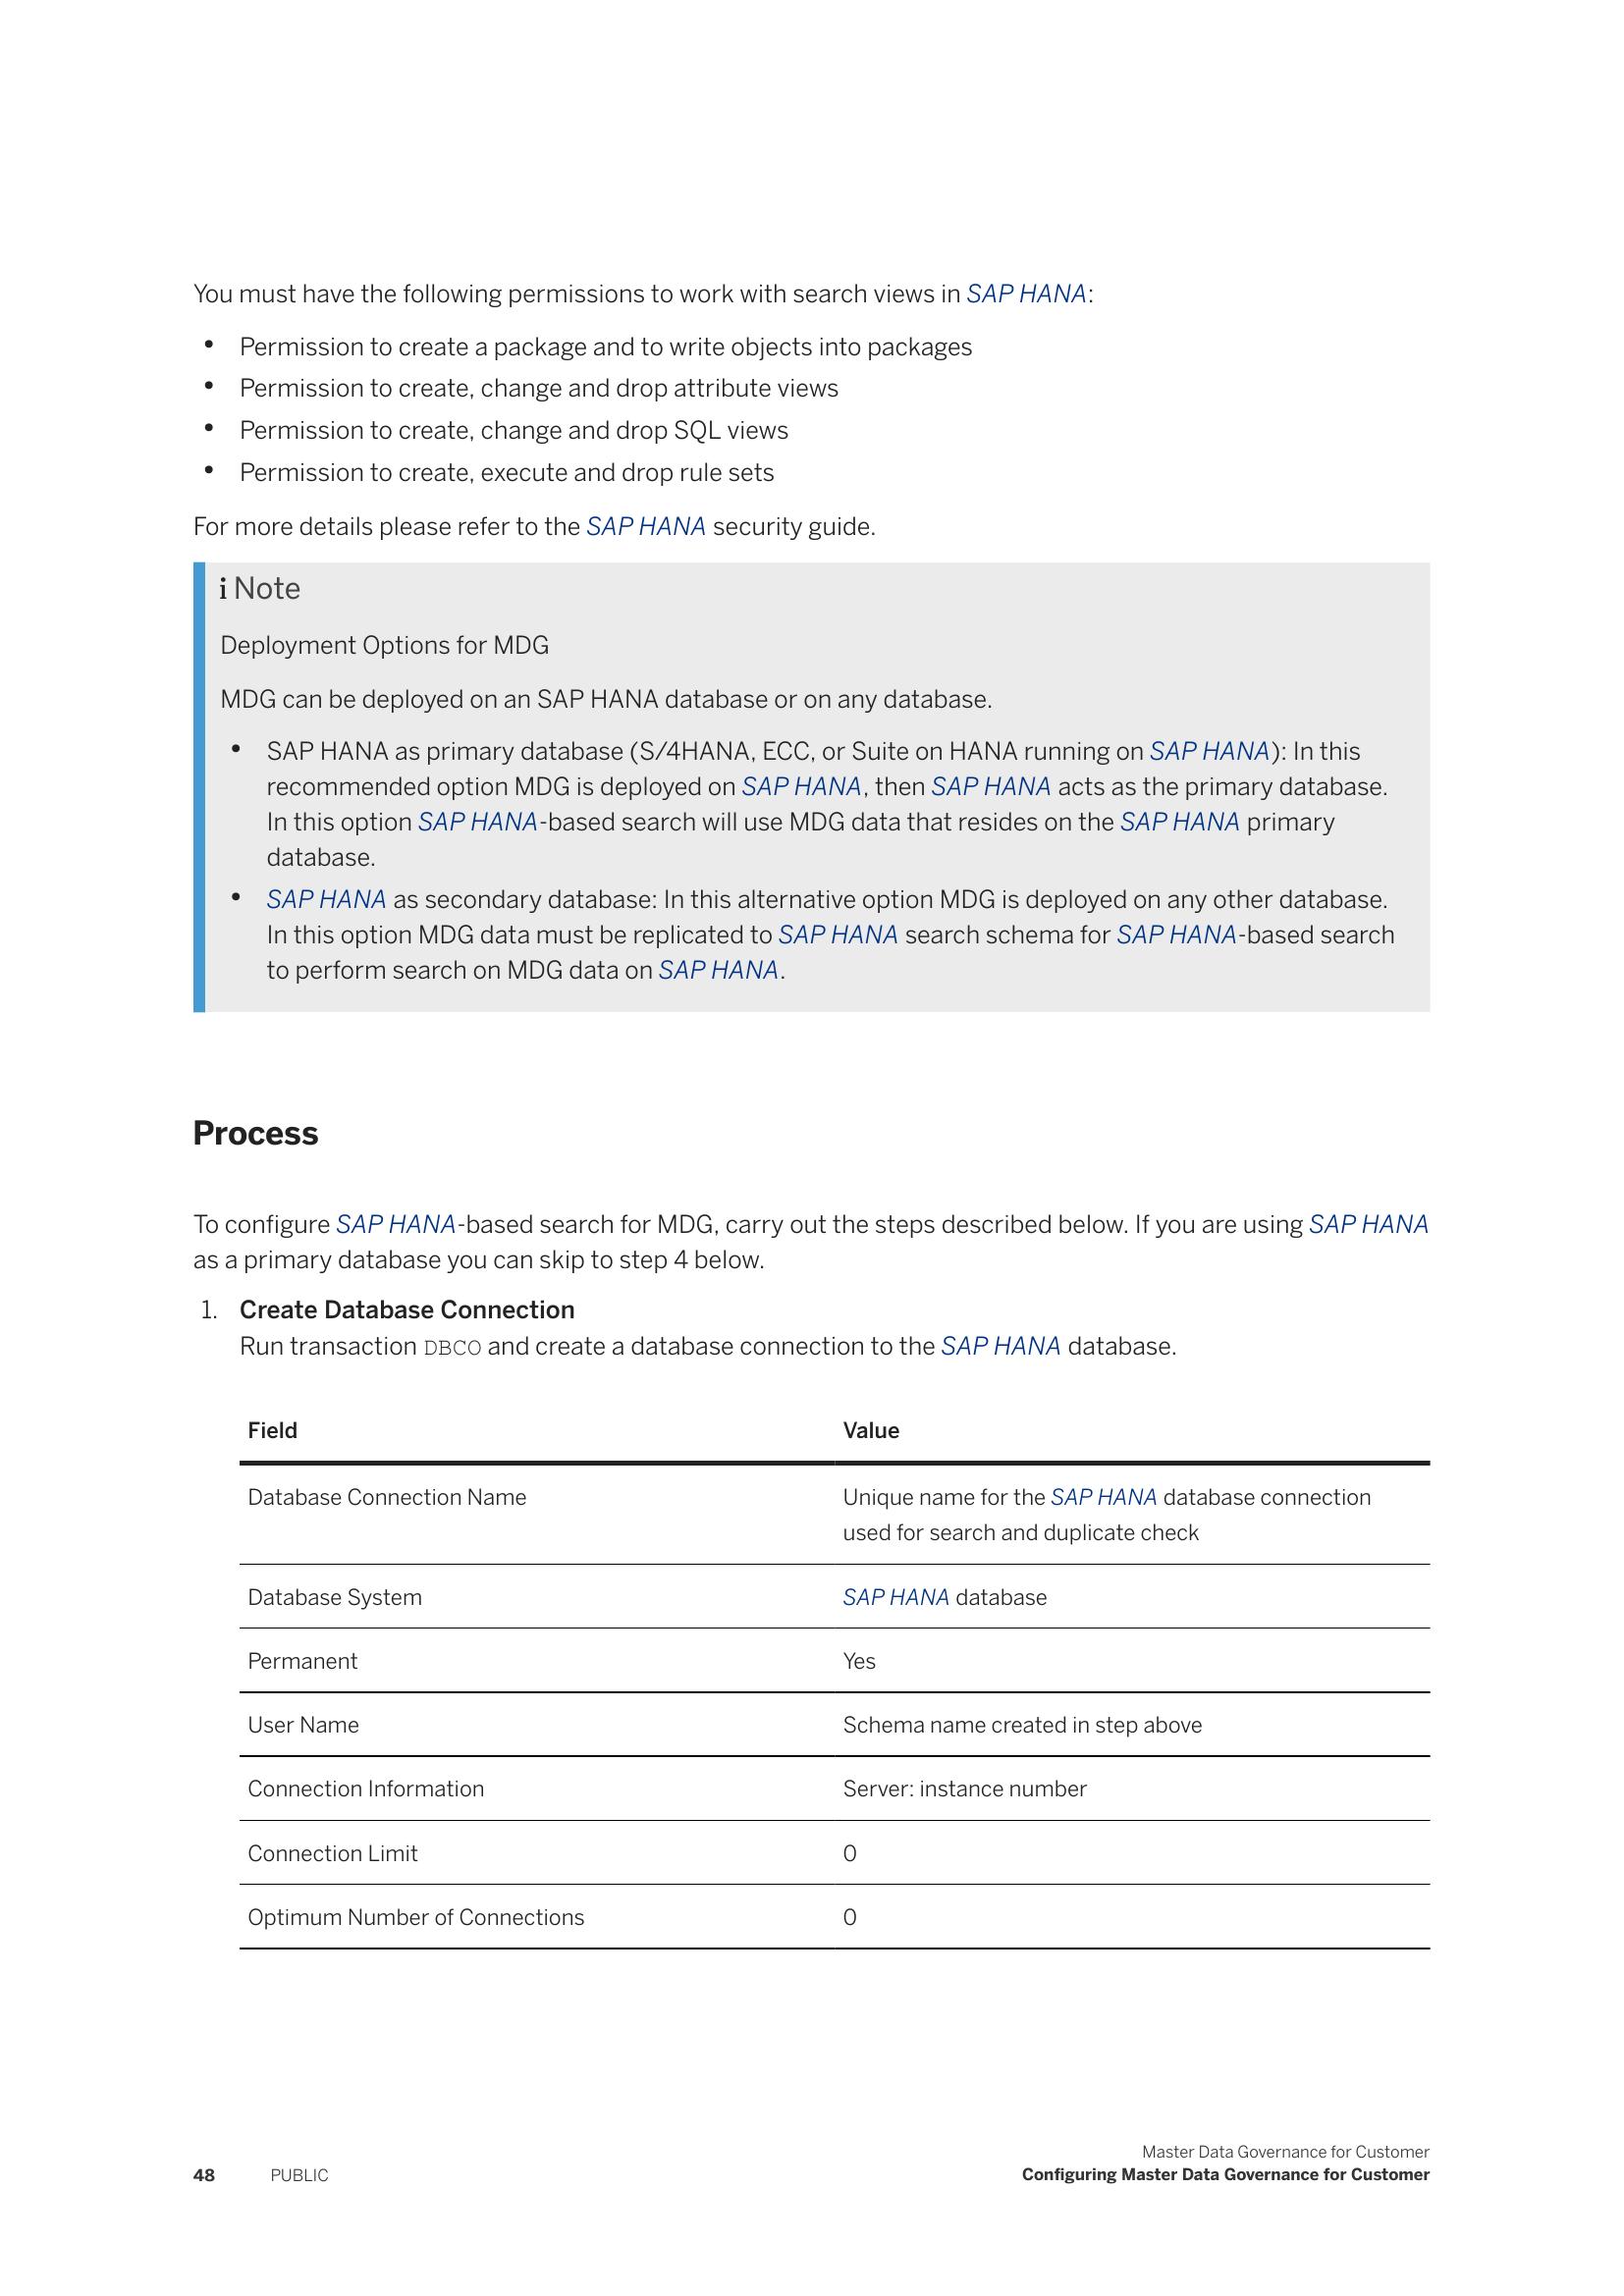 You must have the following permissions to work with search views in SAP HANA:
• Permission to create a package and to write objects into packages
• Permission to create, change and drop attribute views
• Permission to create, change and drop SQL views
• Permission to create, execute and drop rule sets
For more details please refer to the SAP HANA security guide.
i Note
Deployment Options for MDG
MDG can be deployed on an SAP HANA database or on any database.
• SAP HANA as primary database (S/4HANA, ECC, or Suite on HANA running on SAP HANA): In this
recommended option MDG is deployed on SAP HANA, then SAP HANA acts as the primary database.
In this option SAP HANA-based search will use MDG data that resides on the SAP HANA primary
database.
• SAP HANA as secondary database: In this alternative option MDG is deployed on any other database.
In this option MDG data must be replicated to SAP HANA search schema for SAP HANA-based search
to perform search on MDG data on SAP HANA.
Process
To configure SAP HANA-based search for MDG, carry out the steps described below. If you are using SAP HANA
as a primary database you can skip to step 4 below.
1. Create Database Connection
Run transaction DBCO and create a database connection to the SAP HANA database.
Field Value
Database Connection Name Unique name for the SAP HANA database connection
used for search and duplicate check
Database System SAP HANA database
Permanent Yes
User Name Schema name created in step above
Connection Information Server: instance number
Connection Limit 0
Optimum Number of Connections 0
Master Data Governance for Customer
48 PUBLIC Configuring Master Data Governance for Customer